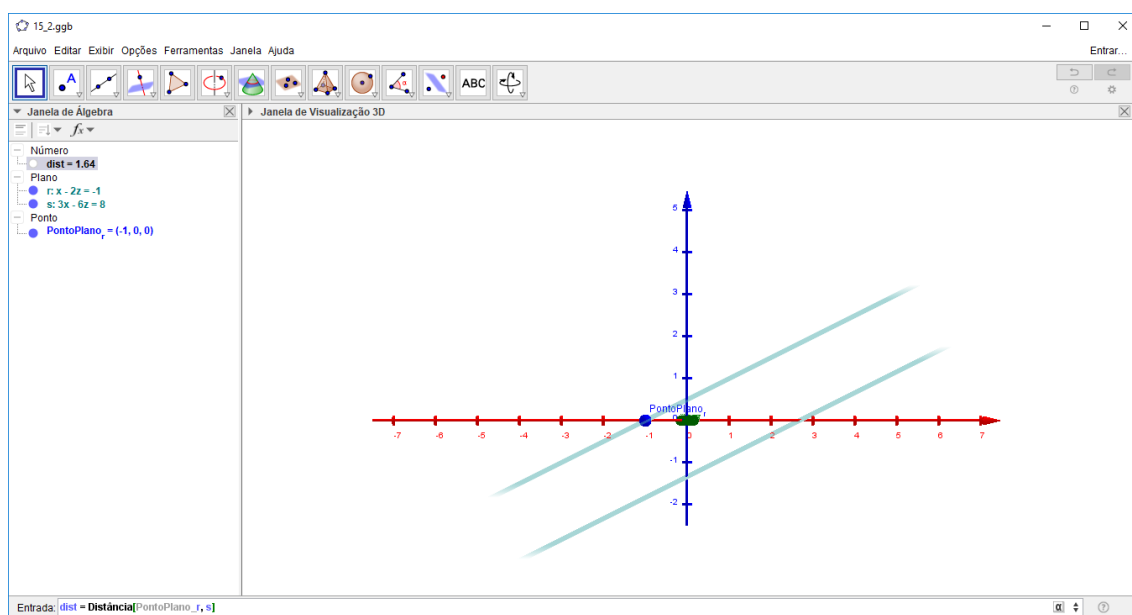 15_2.ggb
Arquivo Editar Exibir Opções Ferramentas Janela Ajuda
Entrar...
ABC
Janela de Álgebra
Janela de Visualização 3D
fx
Número
dist = 1.64
Plano
r: x - 2z = -1
s: 3x - 6z = 8
Ponto
PontoPlano_r = (-1, 0, 0)
5
4
3
2
1
PontoPlano_r
0
-7 -6 -5 -4 -3 -2 -1 0 1 2 3 4 5 6 7
-1
-2
Entrada: dist = Distância[PontoPlano_r, s]
α